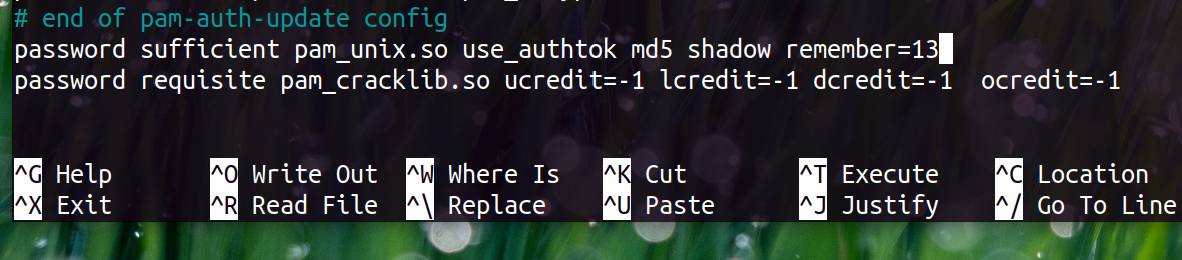 # end of pam-auth-update config
password sufficient pam_unix.so use_authtok md5 shadow remember=13
password requisite pam_cracklib.so ucredit=-1 lcredit=-1 dcredit=-1  ocredit=-1
^G Help ^O Write Out ^W Where Is ^K Cut ^T Execute ^C Location
^X Exit ^R Read File ^\ Replace ^U Paste ^J Justify ^/ Go To Line